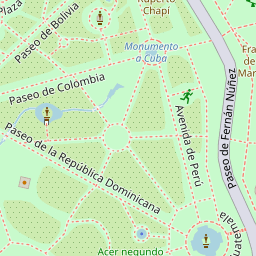 Plaza
Paseo de Bolivia
Ruperto
Chapí
Monumento
a Cuba
Paseo de Colombia
Avenida de Perú
Paseo de Fernán Núñez
Paseo de la República Dominicana
Acer negundo